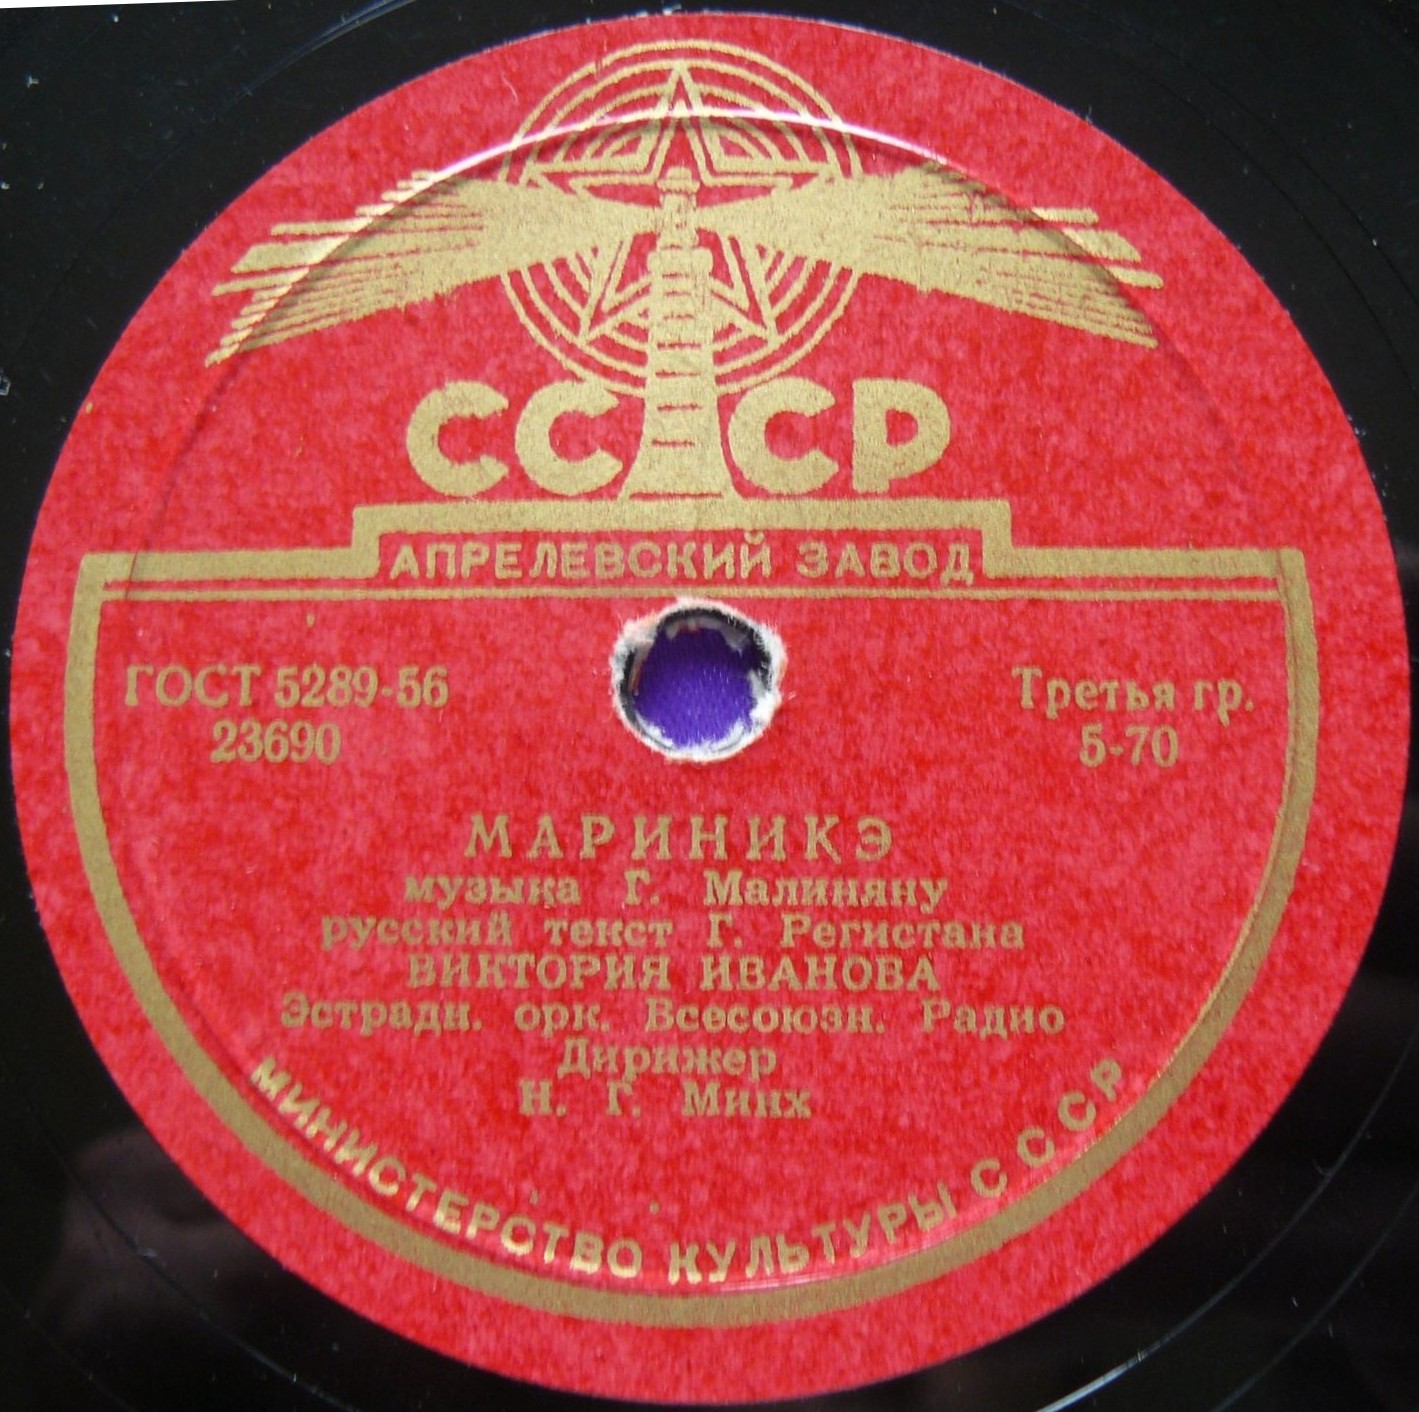 СССР
АПРЕЛЕВСКИЙ ЗАВОД
ГОСТ 5289-56
23690
Третья гр.
5-70
МАРИНИКЭ
музыка Г. Малиняну
русский текст Г. Регистана
ВИКТОРИЯ ИВАНОВА
Эстрадн. орк. Всесоюзн. Радио
Дирижер
Н. Г. Минх
МИНИСТЕРСТВО КУЛЬТУРЫ СССР